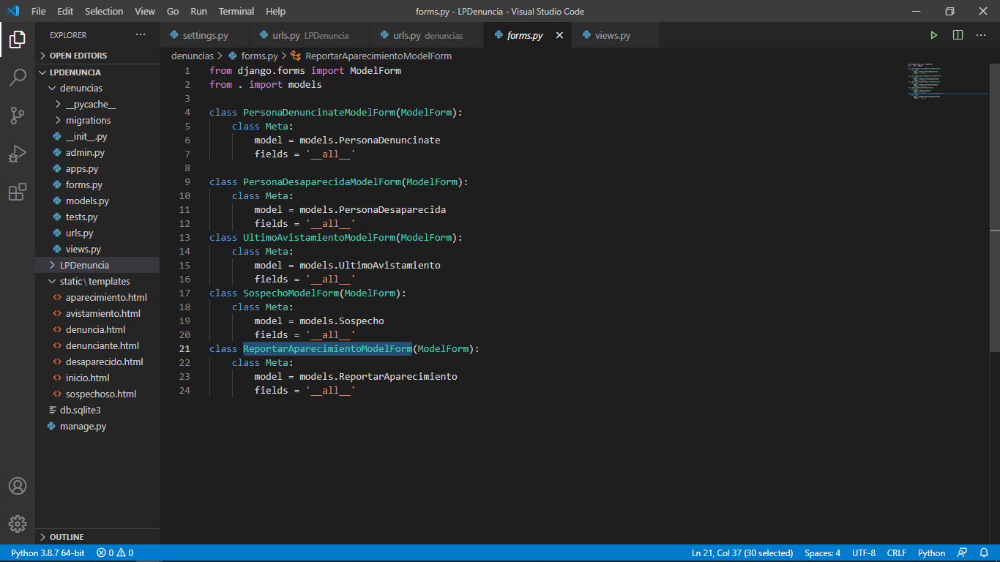 File Edit Selection View Go Run Terminal Help forms.py - LPDenuncia - Visual Studio Code
EXPLORER ···
settings.py urls.py LPDenuncia urls.py denuncias forms.py views.py
OPEN EDITORS
LPDENUNCIA
denuncias
__pycache__
migrations
__init__.py
admin.py
apps.py
forms.py
models.py
tests.py
urls.py
views.py
LPDenuncia
static\templates
aparecimiento.html
avistamiento.html
denuncia.html
denunciante.html
desaparecido.html
inicio.html
sospechoso.html
db.sqlite3
manage.py
OUTLINE
denuncias > forms.py > ReportarAparecimientoModelForm
1 from django.forms import ModelForm
2 from . import models
3
4 class PersonaDenuncinateModelForm(ModelForm):
5     class Meta:
6         model = models.PersonaDenuncinate
7         fields = '__all__'
8
9 class PersonaDesaparecidaModelForm(ModelForm):
10     class Meta:
11         model = models.PersonaDesaparecida
12         fields = '__all__'
13 class UltimoAvistamientoModelForm(ModelForm):
14     class Meta:
15         model = models.UltimoAvistamiento
16         fields = '__all__'
17 class SospechoModelForm(ModelForm):
18     class Meta:
19         model = models.Sospecho
20         fields = '__all__'
21 class ReportarAparecimientoModelForm(ModelForm):
22     class Meta:
23         model = models.ReportarAparecimiento
24         fields = '__all__'
Python 3.8.7 64-bit 0 0 Ln 21, Col 37 (30 selected) Spaces: 4 UTF-8 CRLF Python